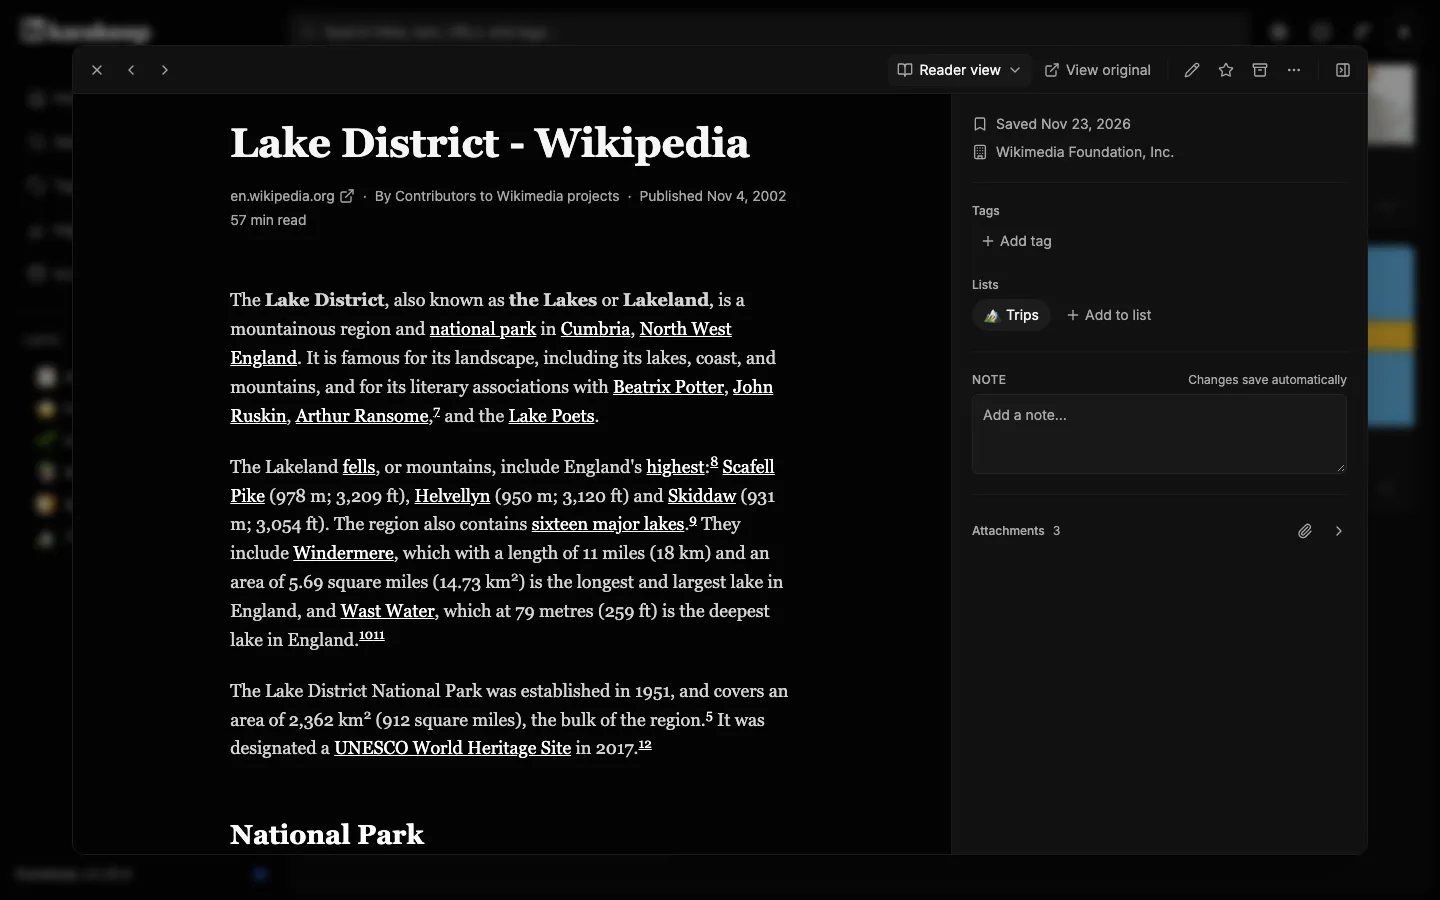 Reader view
View original
Lake District - Wikipedia
en.wikipedia.org · By Contributors to Wikimedia projects · Published Nov 4, 2002
57 min read
The Lake District, also known as the Lakes or Lakeland, is a
mountainous region and national park in Cumbria, North West
England. It is famous for its landscape, including its lakes, coast, and
mountains, and for its literary associations with Beatrix Potter, John
Ruskin, Arthur Ransome,7 and the Lake Poets.
The Lakeland fells, or mountains, include England's highest:8 Scafell
Pike (978 m; 3,209 ft), Helvellyn (950 m; 3,120 ft) and Skiddaw (931
m; 3,054 ft). The region also contains sixteen major lakes.9 They
include Windermere, which with a length of 11 miles (18 km) and an
area of 5.69 square miles (14.73 km²) is the longest and largest lake in
England, and Wast Water, which at 79 metres (259 ft) is the deepest
lake in England.1011
The Lake District National Park was established in 1951, and covers an
area of 2,362 km² (912 square miles), the bulk of the region.5 It was
designated a UNESCO World Heritage Site in 2017.12
National Park
Saved Nov 23, 2026
Wikimedia Foundation, Inc.
Tags
+ Add tag
Lists
Trips
+ Add to list
NOTE
Changes save automatically
Add a note...
Attachments 3